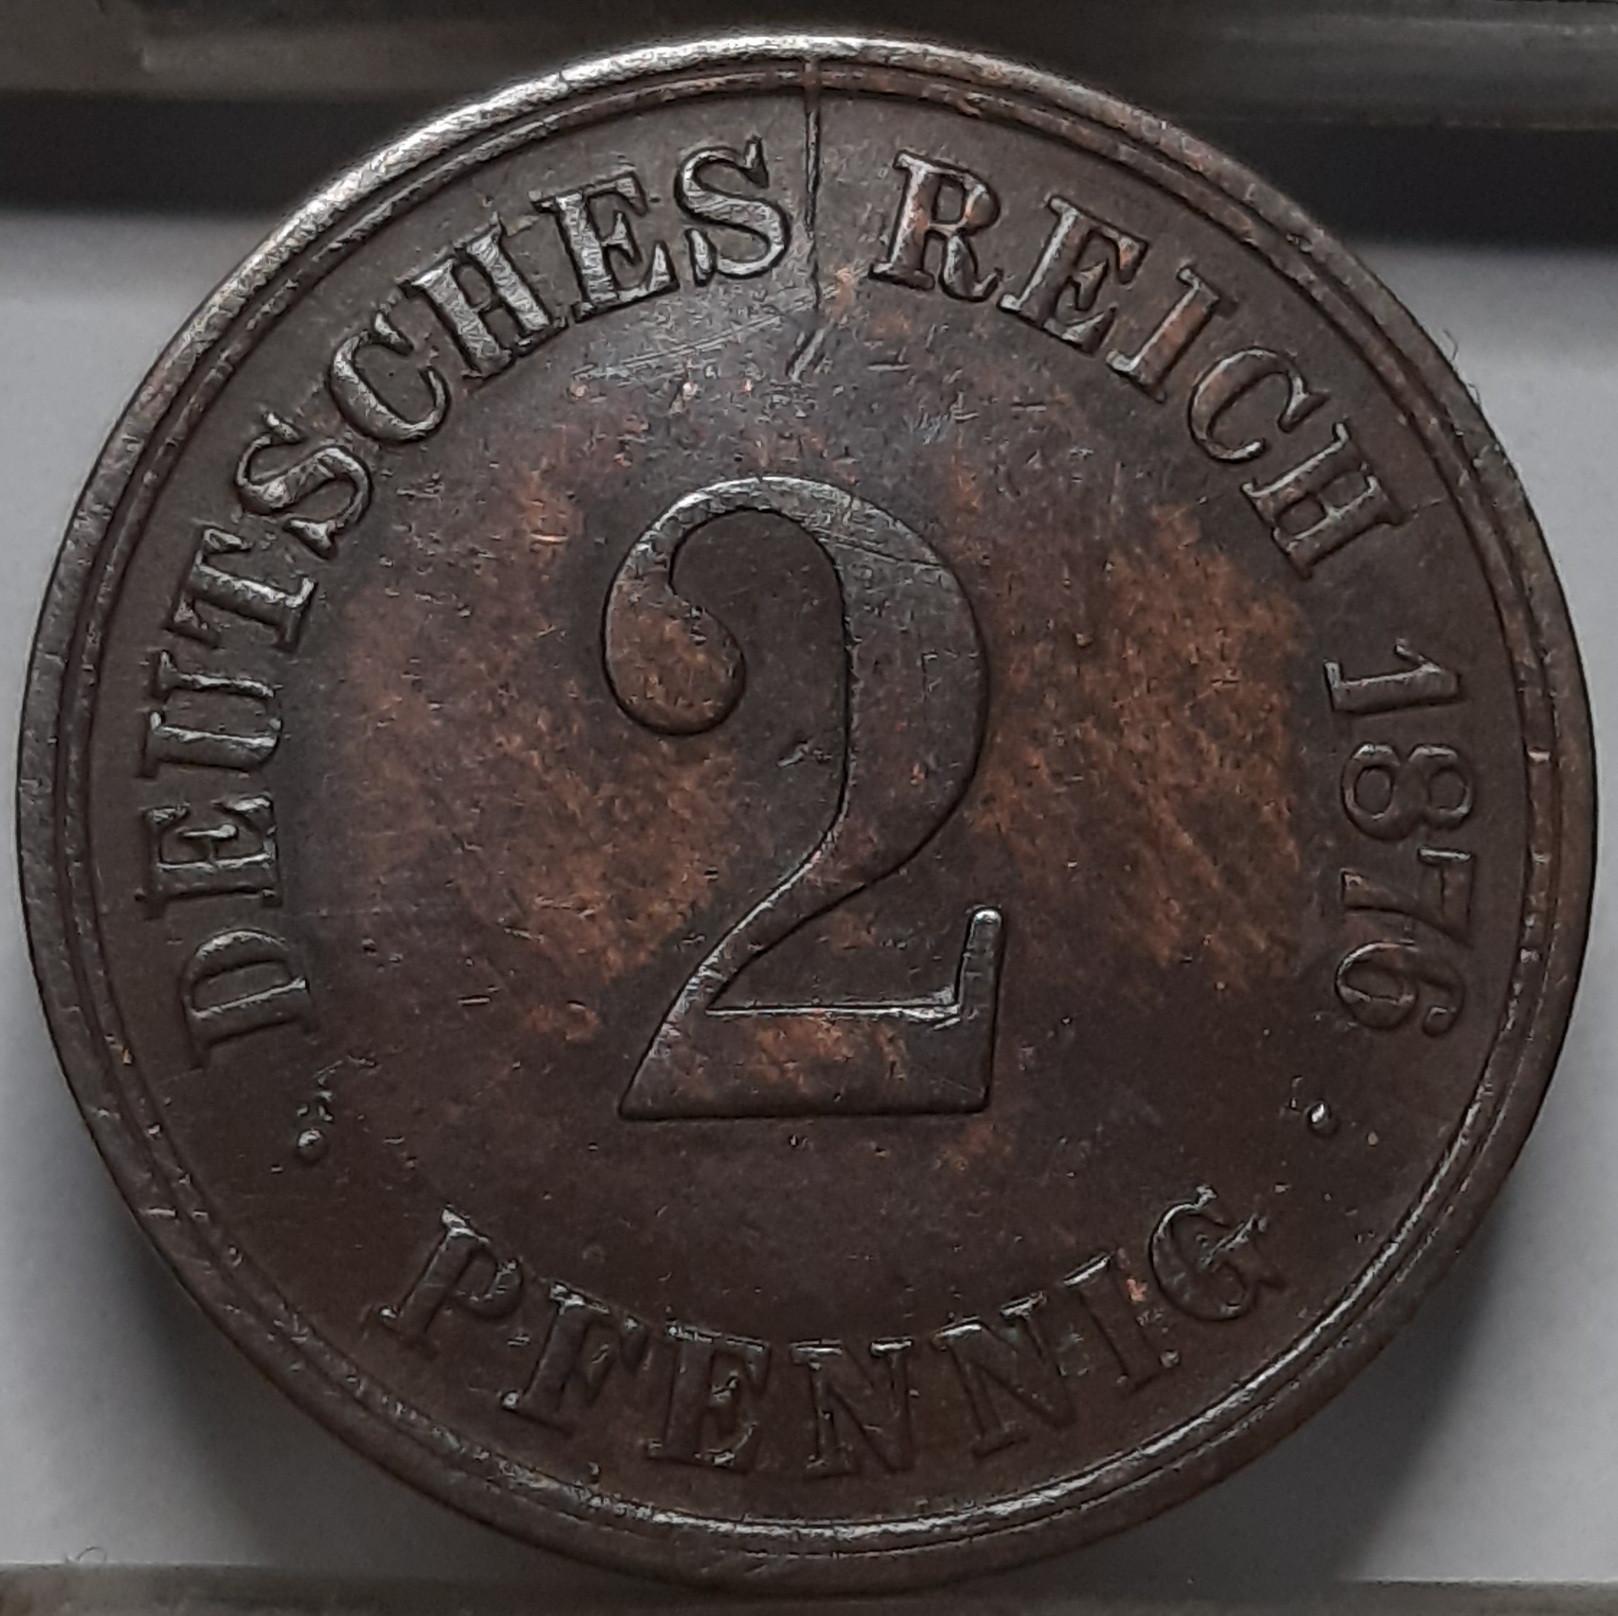 DEUTSCHES REICH 1876
2
PFENNIG